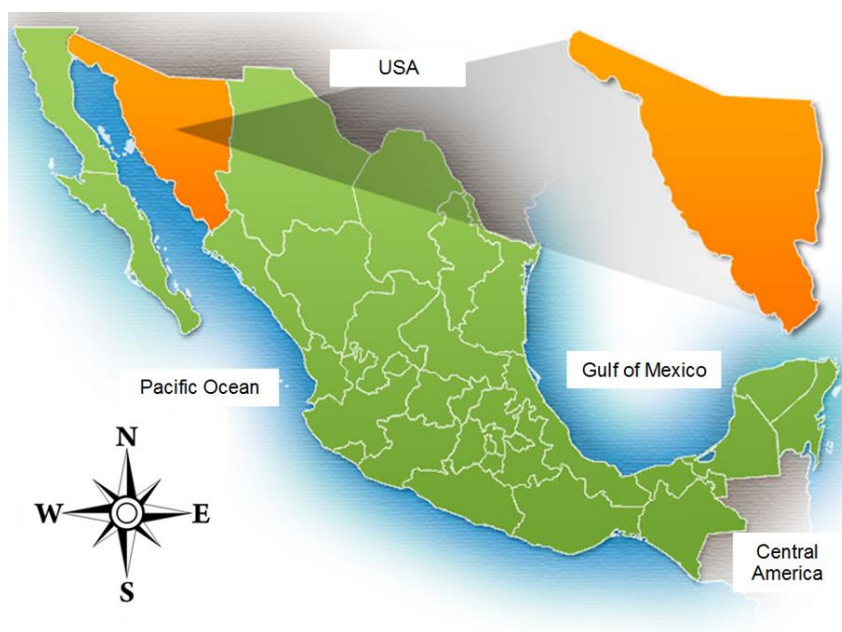 USA
Gulf of Mexico
Pacific Ocean
N
W
E
S
Central
America